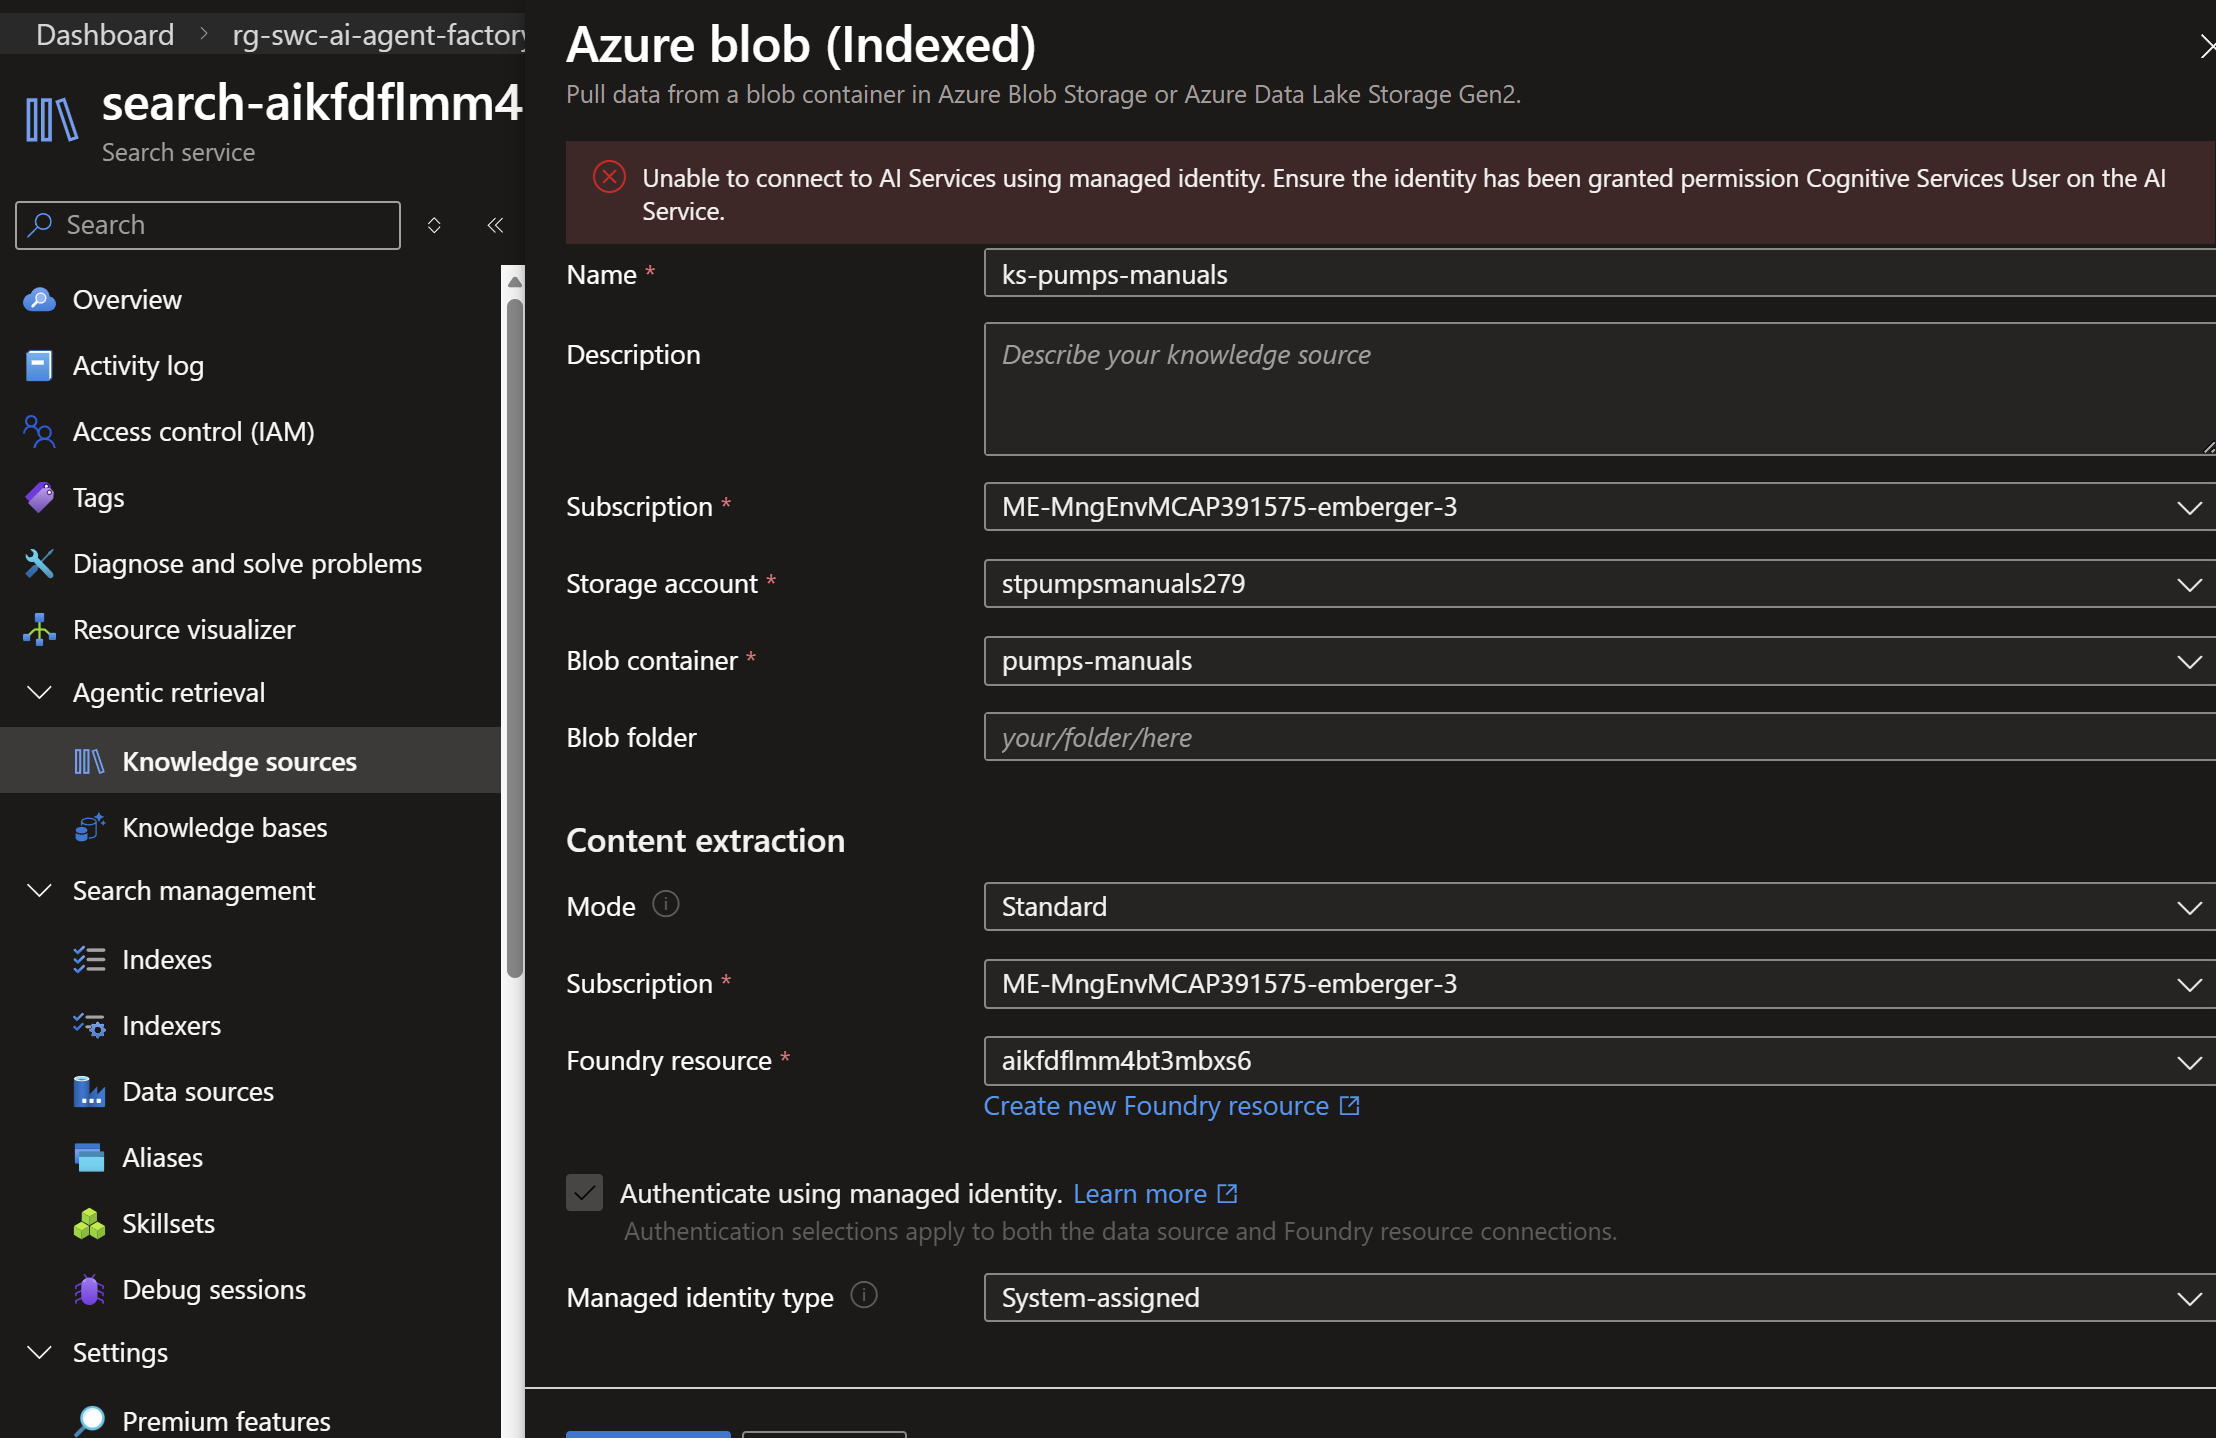 Dashboard > rg-swc-ai-agent-factory
search-aikfdflmm4
Search service
Search
Overview
Activity log
Access control (IAM)
Tags
Diagnose and solve problems
Resource visualizer
Agentic retrieval
Knowledge sources
Knowledge bases
Search management
Indexes
Indexers
Data sources
Aliases
Skillsets
Debug sessions
Settings
Premium features
Azure blob (Indexed)
Pull data from a blob container in Azure Blob Storage or Azure Data Lake Storage Gen2.
Unable to connect to AI Services using managed identity. Ensure the identity has been granted permission Cognitive Services User on the AI
Service.
Name * ks-pumps-manuals
Description Describe your knowledge source
Subscription * ME-MngEnvMCAP391575-emberger-3
Storage account * stpumpsmanuals279
Blob container * pumps-manuals
Blob folder your/folder/here
Content extraction
Mode Standard
Subscription * ME-MngEnvMCAP391575-emberger-3
Foundry resource * aikfdflmm4bt3mbxs6
Create new Foundry resource
Authenticate using managed identity. Learn more
Authentication selections apply to both the data source and Foundry resource connections.
Managed identity type System-assigned